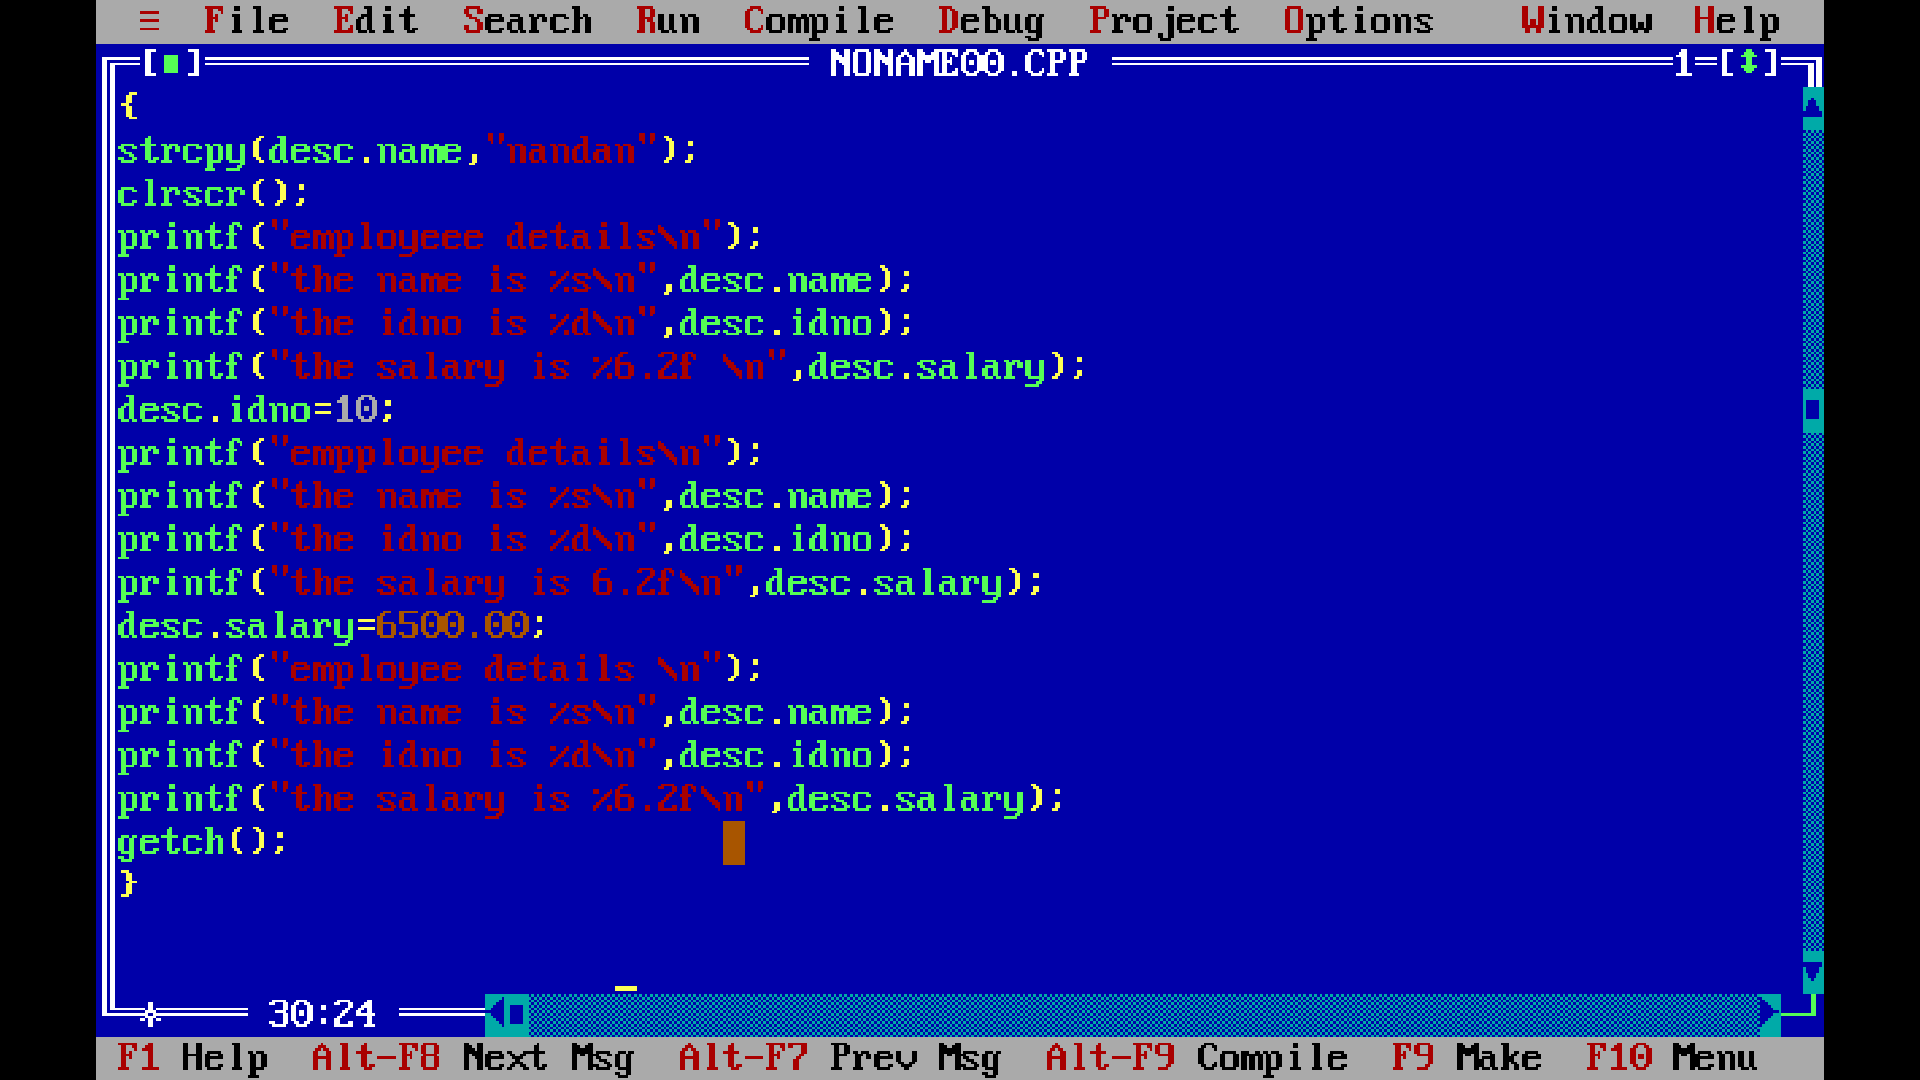 ≡ File Edit Search Run Compile Debug Project Options Window Help
[■] NONAME00.CPP 1=[↕]
{
strcpy(desc.name,"nandan");
clrscr();
printf("employeee details\n");
printf("the name is %s\n",desc.name);
printf("the idno is %d\n",desc.idno);
printf("the salary is %6.2f \n",desc.salary);
desc.idno=10;
printf("empployee details\n");
printf("the name is %s\n",desc.name);
printf("the idno is %d\n",desc.idno);
printf("the salary is 6.2f\n",desc.salary);
desc.salary=6500.00;
printf("employee details \n");
printf("the name is %s\n",desc.name);
printf("the idno is %d\n",desc.idno);
printf("the salary is %6.2f\n",desc.salary);
getch();
}
30:24
F1 Help Alt-F8 Next Msg Alt-F7 Prev Msg Alt-F9 Compile F9 Make F10 Menu